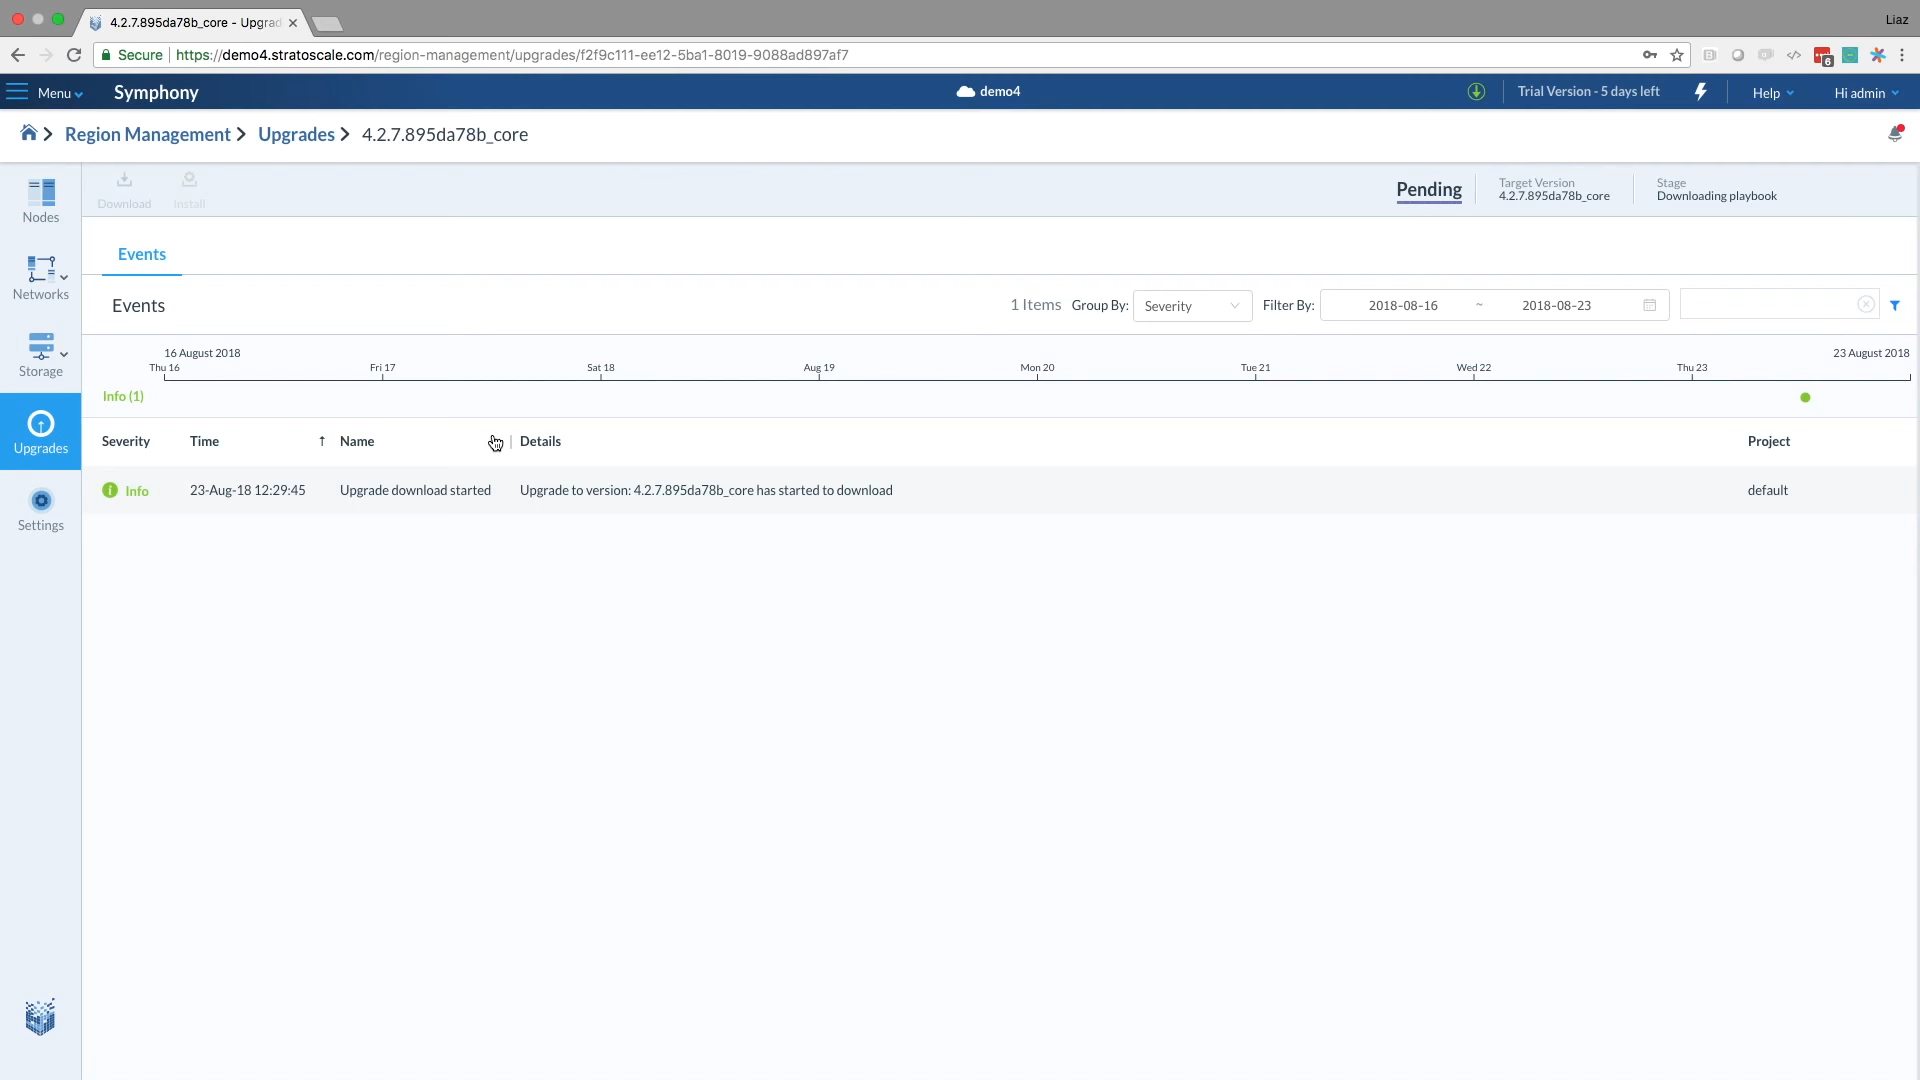 4.2.7.895da78b_core - Upgrad
Liaz
Secure https://demo4.stratoscale.com/region-management/upgrades/f2f9c111-ee12-5ba1-8019-9088ad897af7
6
Menu Symphony demo4 Trial Version - 5 days left Help Hi admin
Region Management Upgrades 4.2.7.895da78b_core
Download Install
Pending
Target Version
4.2.7.895da78b_core
Stage
Downloading playbook
Nodes
Networks
Storage
Upgrades
Settings
Events
Events 1 Items Group By: Severity Filter By: 2018-08-16 ~ 2018-08-23
16 August 2018 23 August 2018
Thu 16 Fri 17 Sat 18 Aug 19 Mon 20 Tue 21 Wed 22 Thu 23
Info (1)
Severity Time ↑ Name Details Project
Info 23-Aug-18 12:29:45 Upgrade download started Upgrade to version: 4.2.7.895da78b_core has started to download default